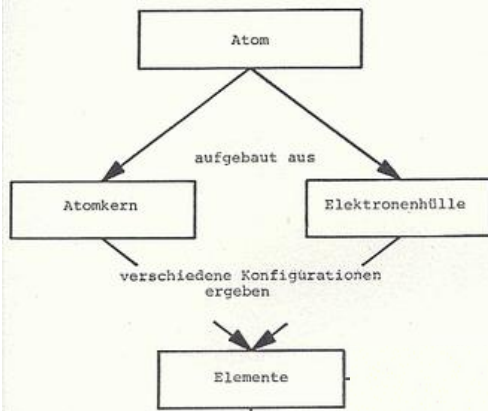 Atom
aufgebaut aus
Atomkern
Elektronenhülle
verschiedene Konfigurationen
ergeben
Elemente